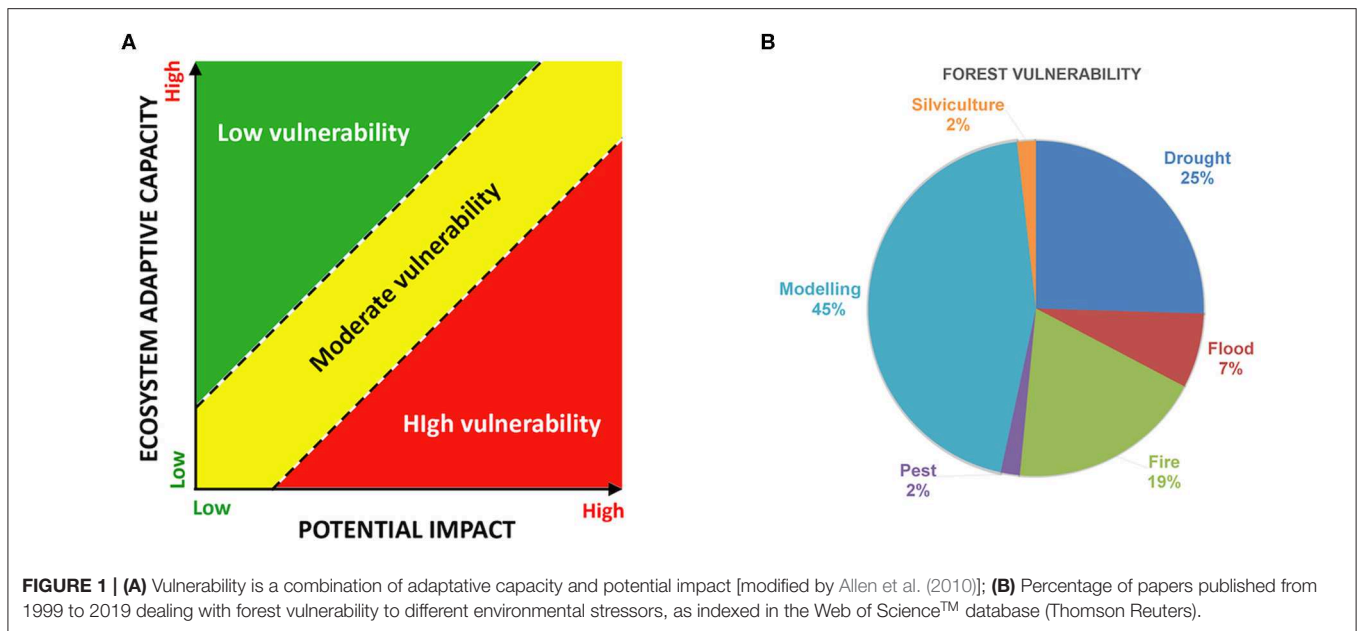 A
ECOSYSTEM ADAPTIVE CAPACITY
High
Low
Low vulnerability
Moderate vulnerability
HIgh vulnerability
Low
High
POTENTIAL IMPACT
B
FOREST VULNERABILITY
Silviculture
2%
Drought
25%
Modelling
45%
Flood
7%
Fire
19%
Pest
2%
FIGURE 1 | (A) Vulnerability is a combination of adaptative capacity and potential impact [modified by Allen et al. (2010)]; (B) Percentage of papers published from
1999 to 2019 dealing with forest vulnerability to different environmental stressors, as indexed in the Web of Science™ database (Thomson Reuters).